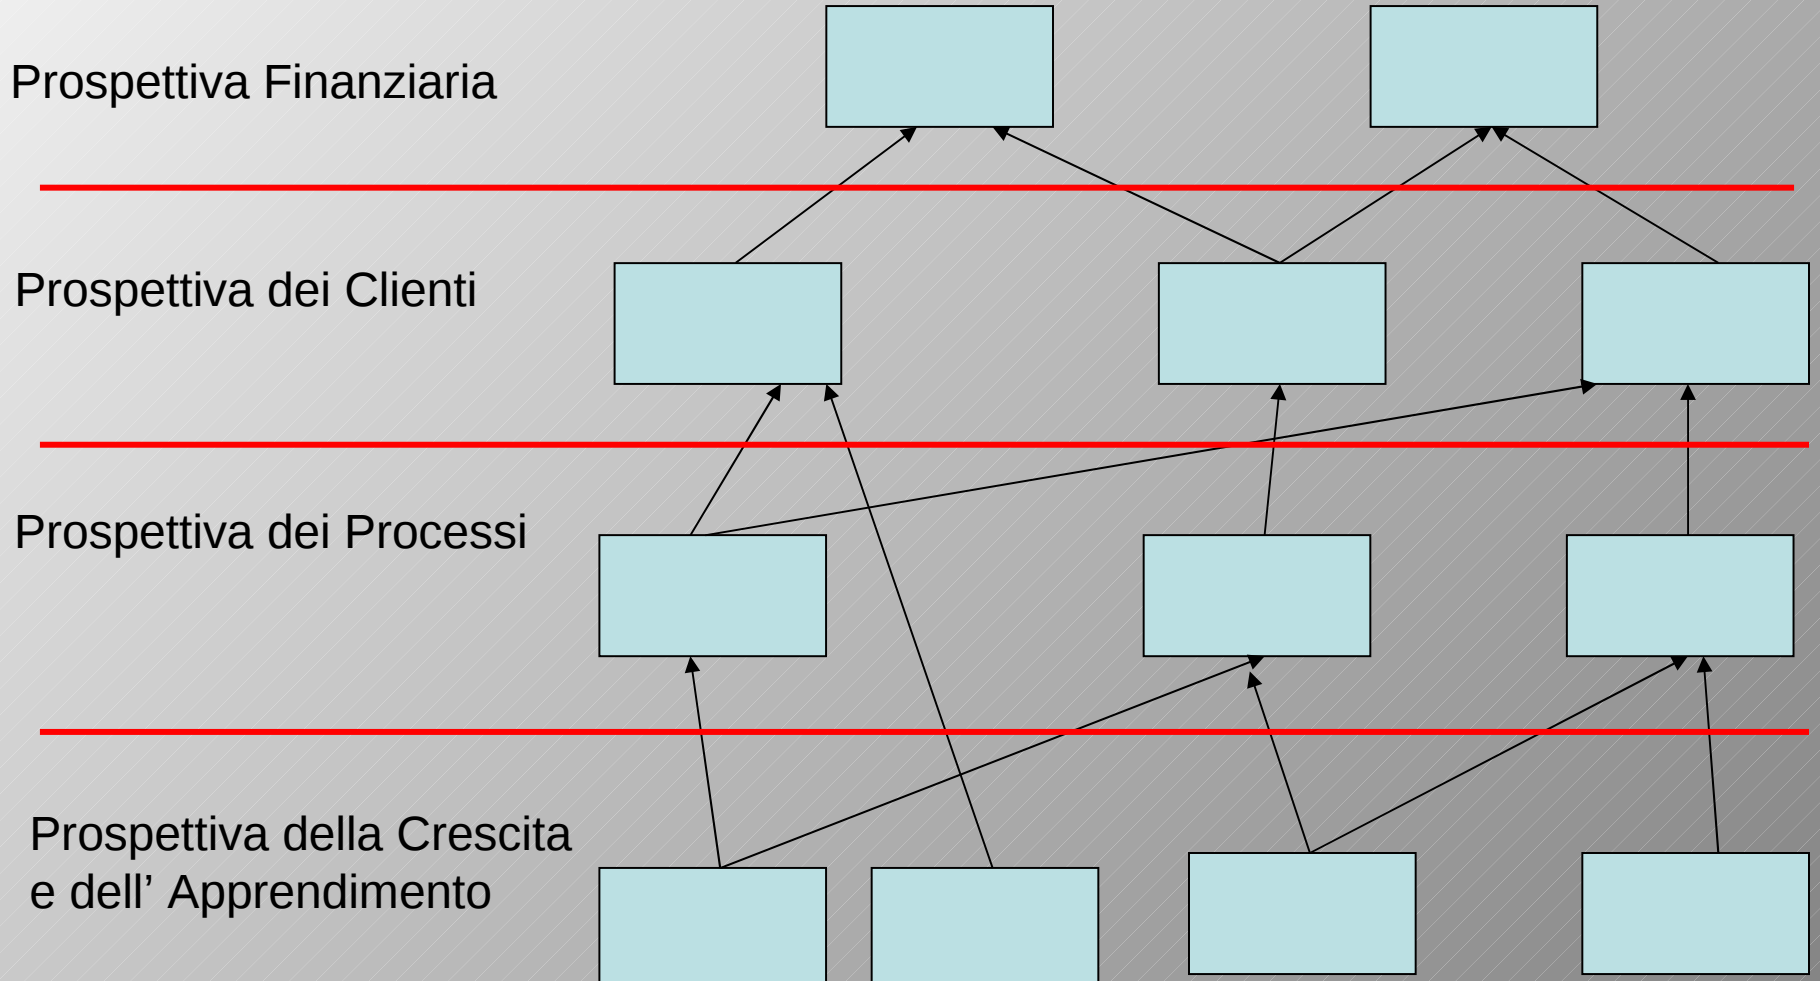 Prospettiva Finanziaria
Prospettiva dei Clienti
Prospettiva dei Processi
Prospettiva della Crescita
e dell’ Apprendimento